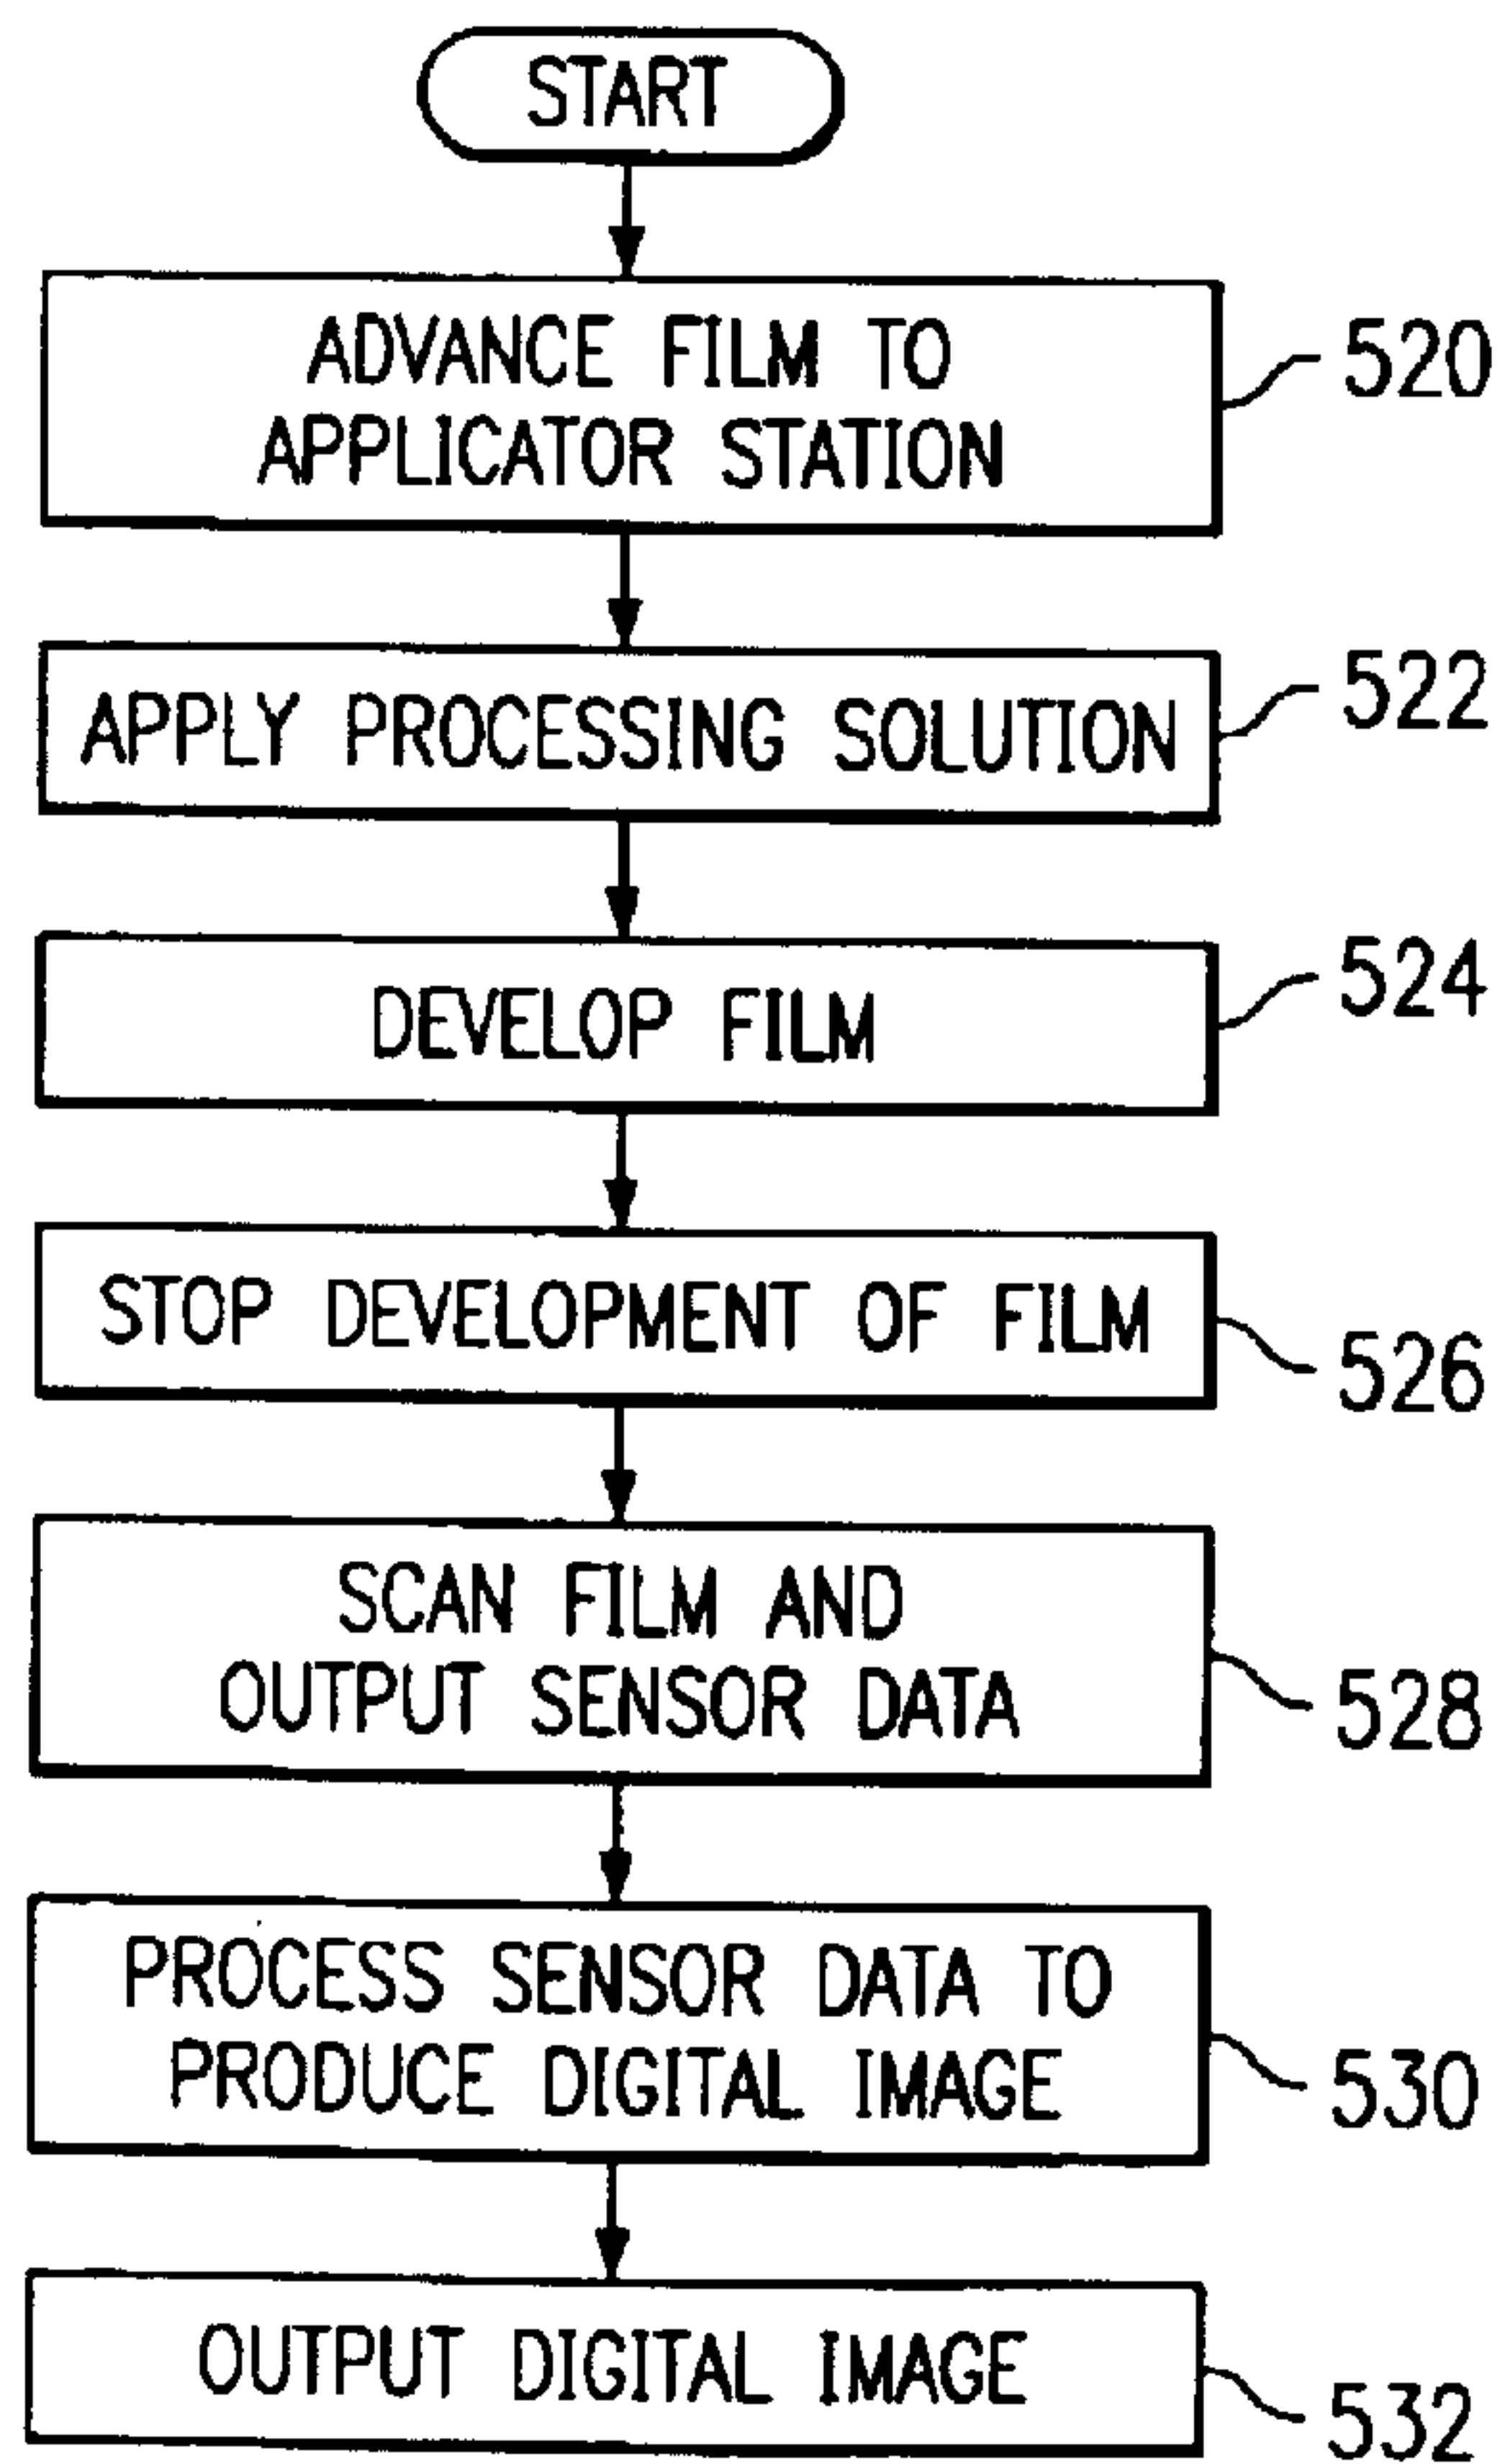 START
ADVANCE FILM TO
APPLICATOR STATION
520
APPLY PROCESSING SOLUTION
522
DEVELOP FILM
524
STOP DEVELOPMENT OF FILM
526
SCAN FILM AND
OUTPUT SENSOR DATA
528
PROCESS SENSOR DATA TO
PRODUCE DIGITAL IMAGE
530
OUTPUT DIGITAL IMAGE
532